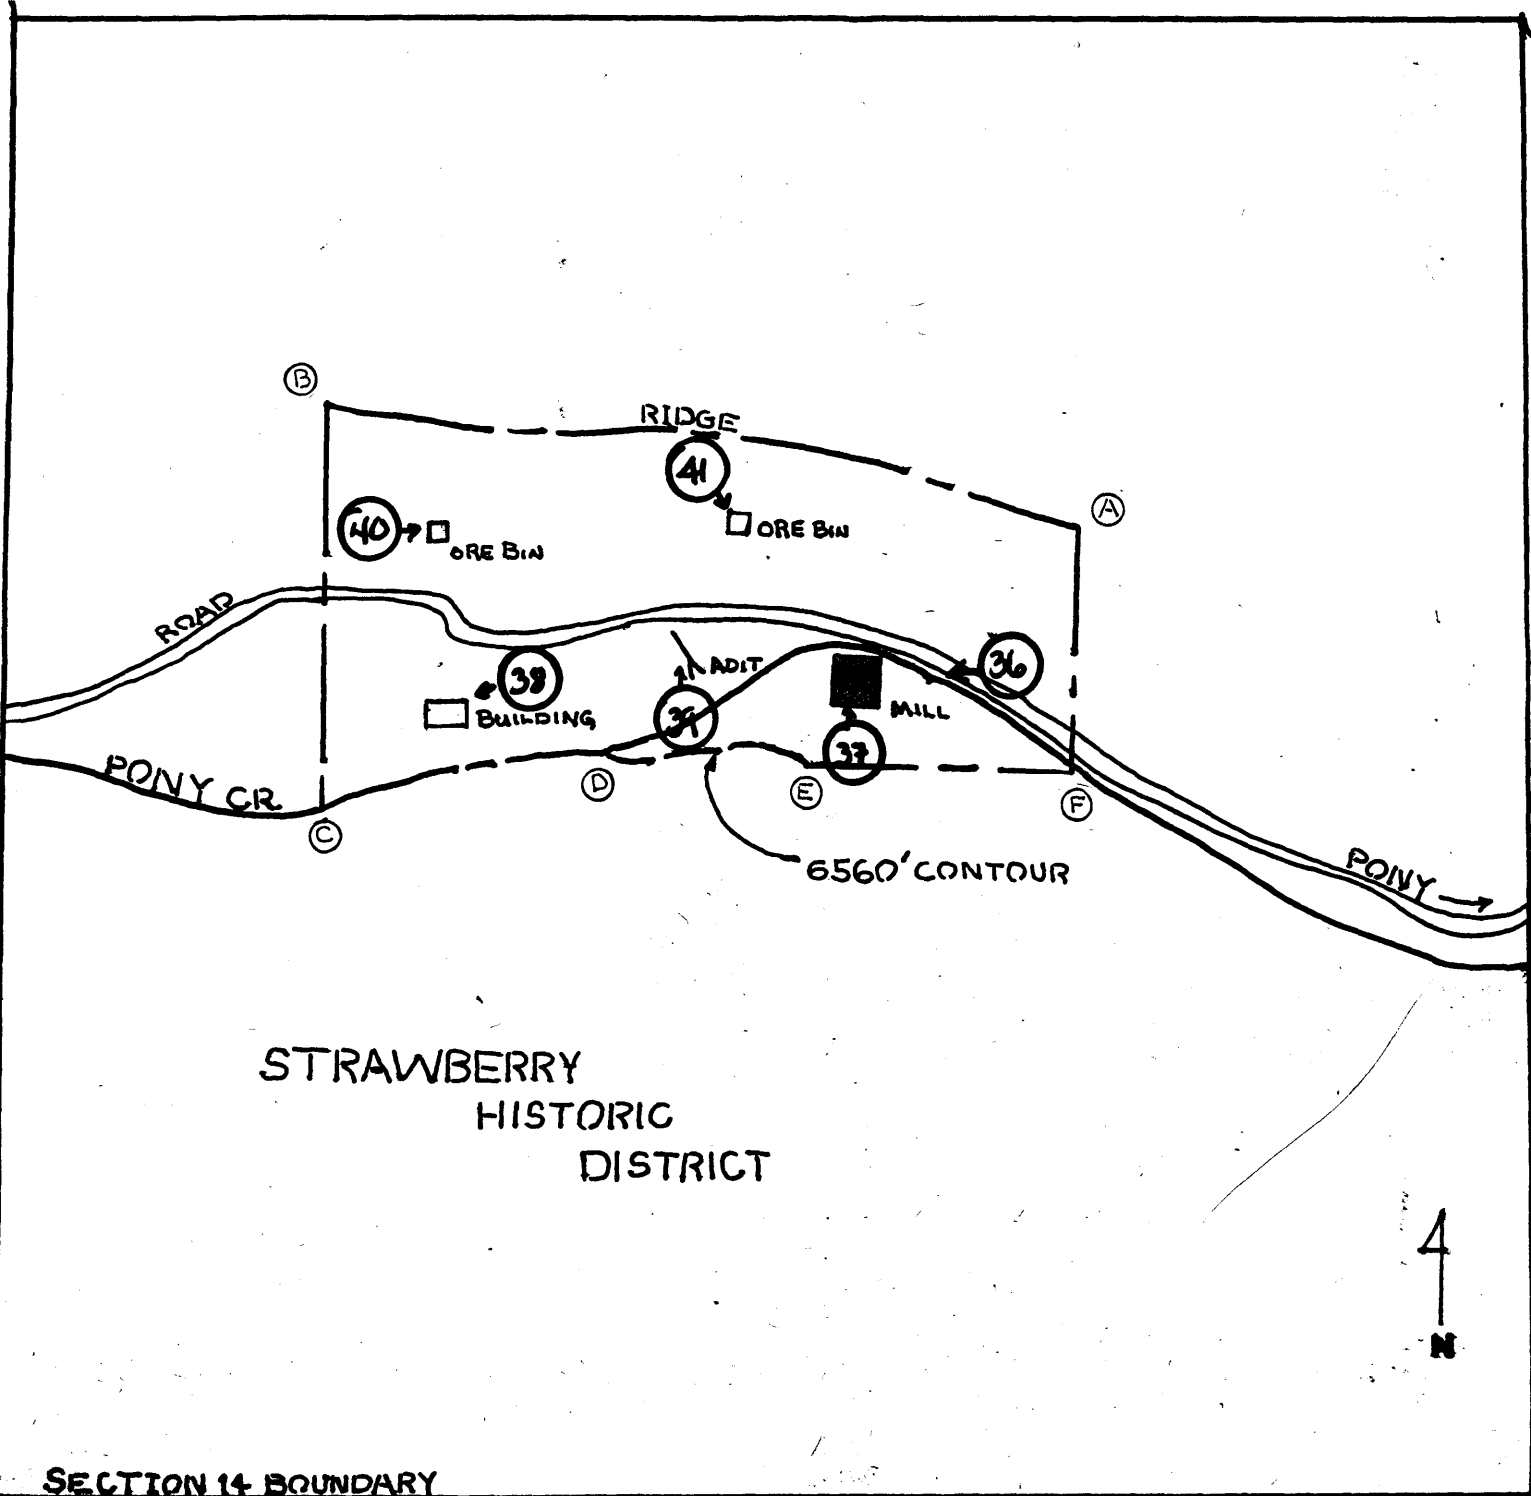 B
RIDGE
41
A
40
ORE BIN
ORE BIN
ROAD
36
38
ADIT
BUILDING
39
MILL
37
PONY CR.
D
E
F
C
6560' CONTOUR
PONY
STRAWBERRY
HISTORIC
DISTRICT
N
SECTION 14 BOUNDARY